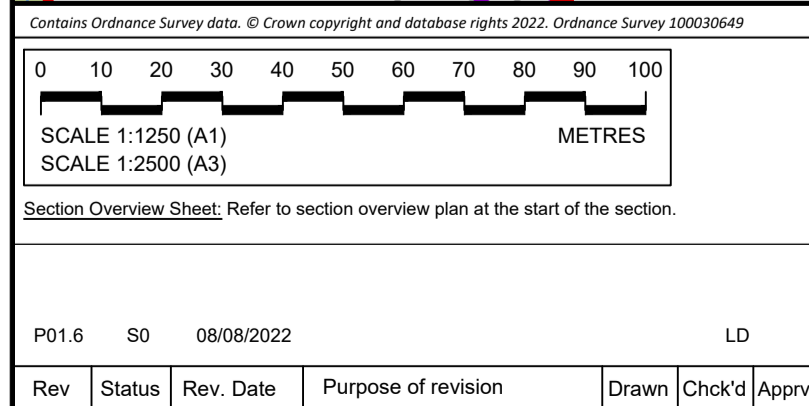 Contains Ordnance Survey data. © Crown copyright and database rights 2022. Ordnance Survey 100030649
0 10 20 30 40 50 60 70 80 90 100
SCALE 1:1250 (A1) METRES
SCALE 1:2500 (A3)
Section Overview Sheet: Refer to section overview plan at the start of the section.
P01.6 S0 08/08/2022 LD
Rev Status Rev. Date Purpose of revision Drawn Chck'd Apprv